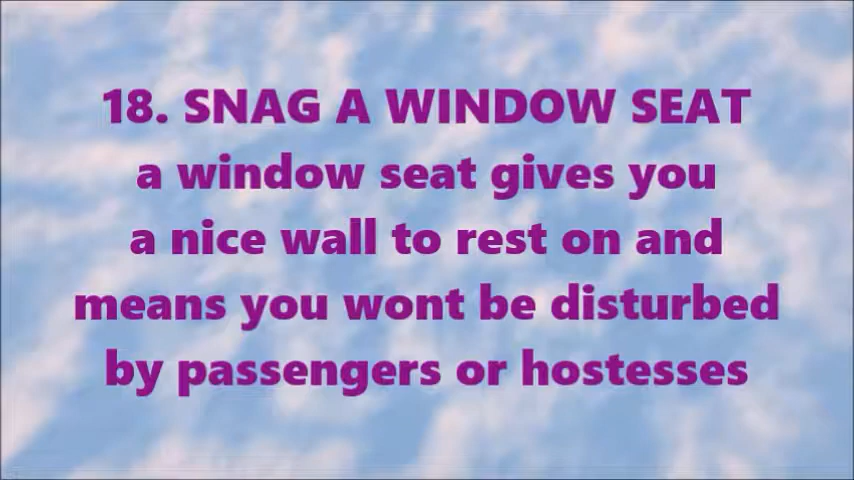 18. SNAG A WINDOW SEAT
a window seat gives you
a nice wall to rest on and
means you wont be disturbed
by passengers or hostesses